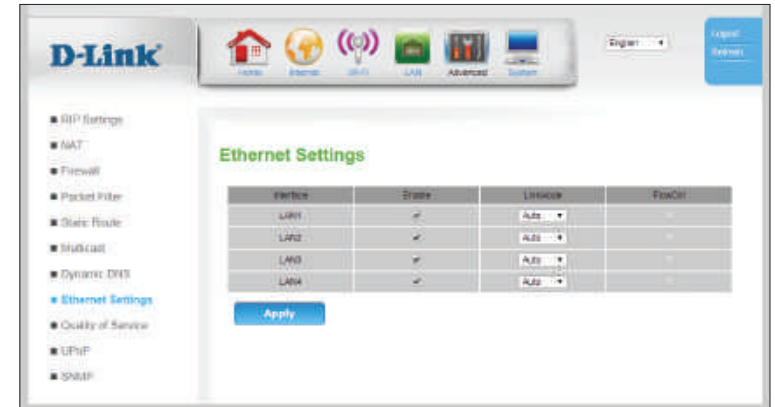 D-Link
Home Internet Wi-Fi LAN Advanced System
English
Logout
Refresh
RIP Settings
NAT
Firewall
Packet Filter
Static Route
Multicast
Dynamic DNS
Ethernet Settings
Quality of Service
UPnP
SNMP
Ethernet Settings
Interface Enable LinkMode FlowCtrl
LAN1 Auto
LAN2 Auto
LAN3 Auto
LAN4 Auto
Apply